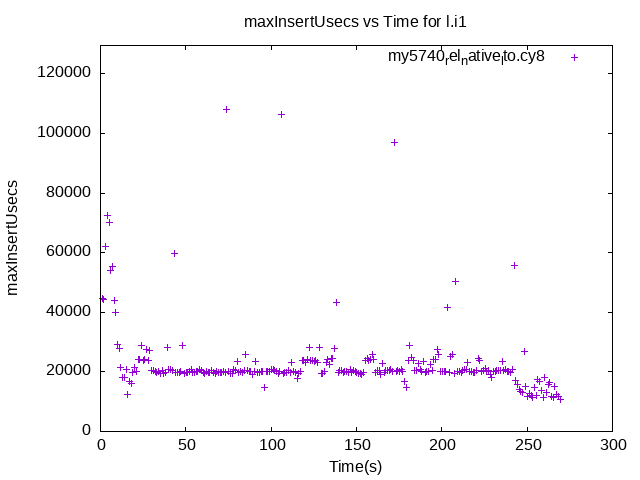 maxInsertUsecs vs Time for l.i1
my5740_rel_native_lto.cy8
120000
100000
80000
60000
40000
20000
0
maxInsertUsecs
0 50 100 150 200 250 300
Time(s)